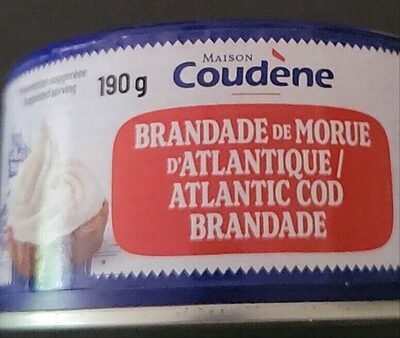 Présentation suggérée
Suggested serving
190 g
MAISON
Coudène
BRANDADE DE MORUE
D'ATLANTIQUE /
ATLANTIC COD
BRANDADE